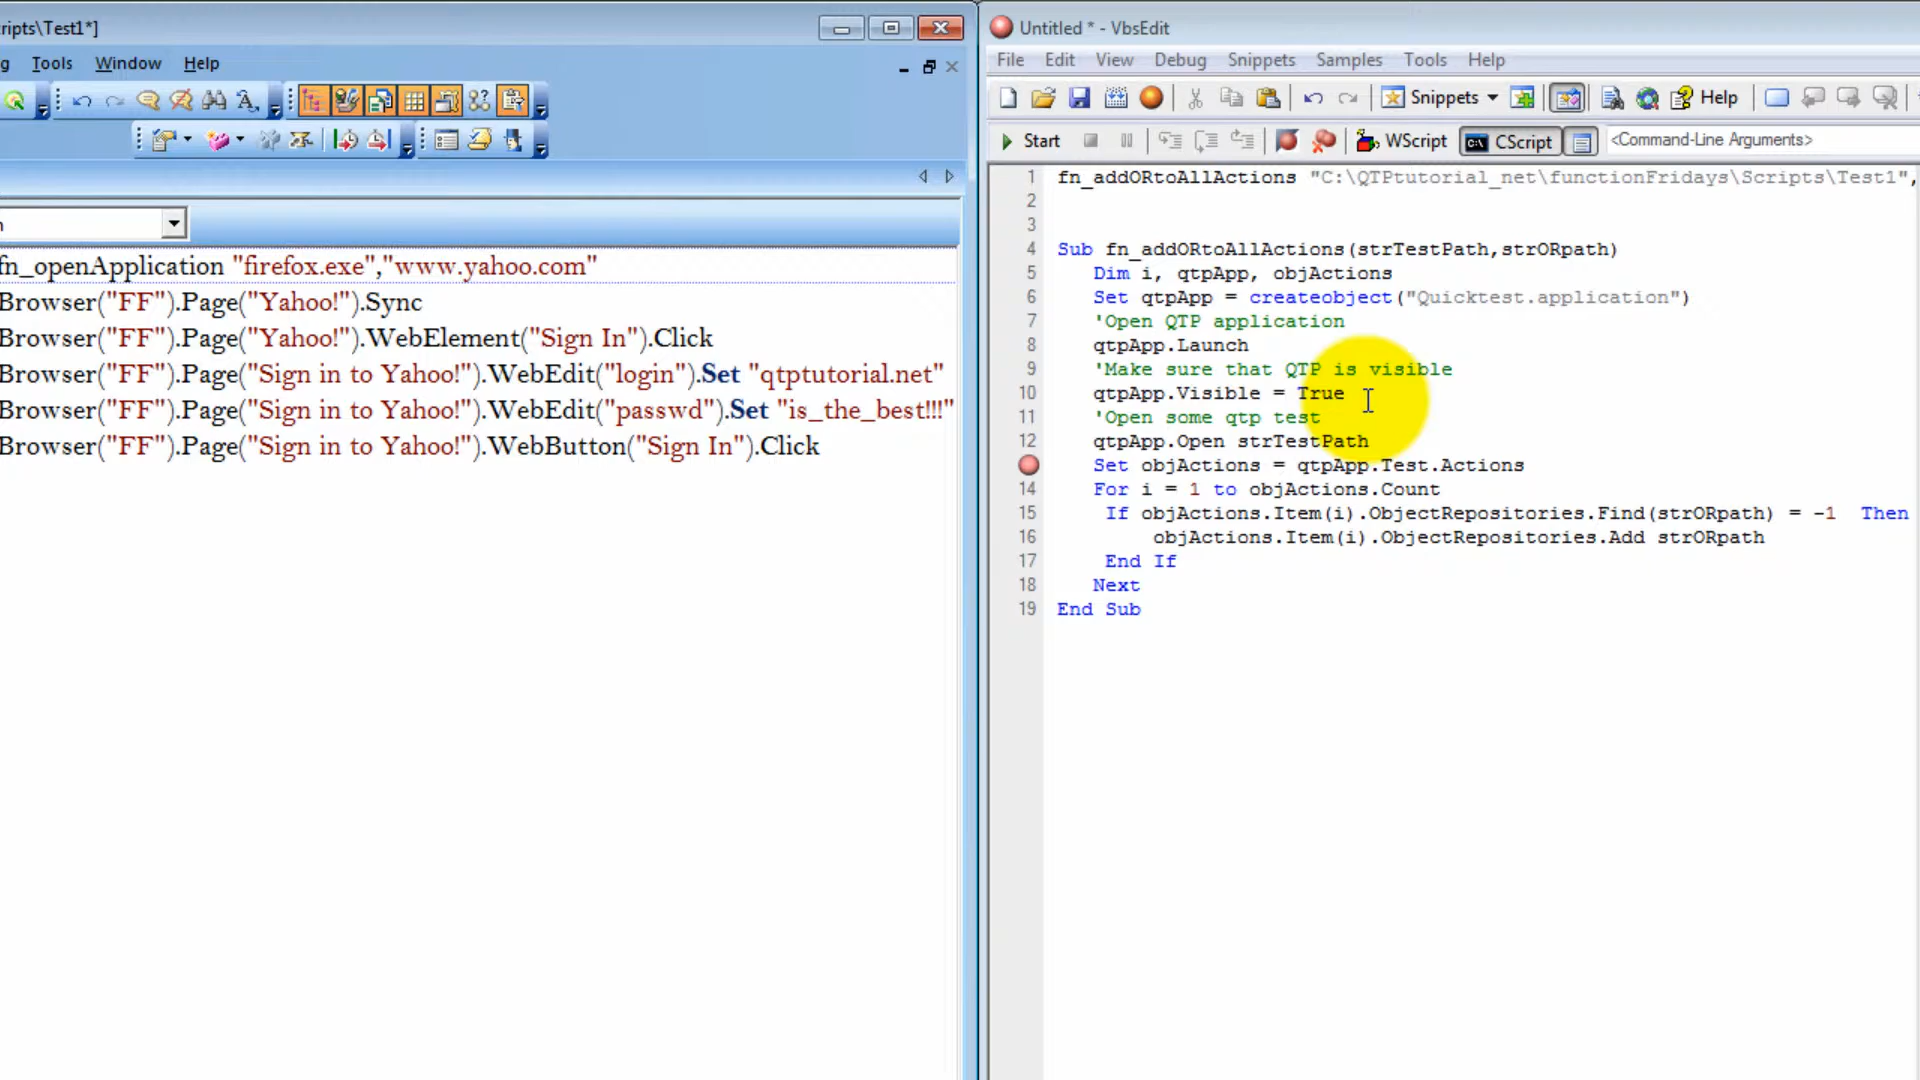 cripts\Test1*]
g Tools Window Help
n
fn_openApplication "firefox.exe","www.yahoo.com"
Browser("FF").Page("Yahoo!").Sync
Browser("FF").Page("Yahoo!").WebElement("Sign In").Click
Browser("FF").Page("Sign in to Yahoo!").WebEdit("login").Set "qtptutorial.net"
Browser("FF").Page("Sign in to Yahoo!").WebEdit("passwd").Set "is_the_best!!!"
Browser("FF").Page("Sign in to Yahoo!").WebButton("Sign In").Click
Untitled * - VbsEdit
File Edit View Debug Snippets Samples Tools Help
Snippets Help
Start WScript CScript <Command-Line Arguments>
1 fn_addORtoAllActions "C:\QTPtutorial_net\functionFridays\Scripts\Test1",
2
3
4 Sub fn_addORtoAllActions(strTestPath,strORpath)
5 Dim i, qtpApp, objActions
6 Set qtpApp = createobject("Quicktest.application")
7 'Open QTP application
8 qtpApp.Launch
9 'Make sure that QTP is visible
10 qtpApp.Visible = True
11 'Open some qtp test
12 qtpApp.Open strTestPath
Set objActions = qtpApp.Test.Actions
14 For i = 1 to objActions.Count
15 If objActions.Item(i).ObjectRepositories.Find(strORpath) = -1 Then
16 objActions.Item(i).ObjectRepositories.Add strORpath
17 End If
18 Next
19 End Sub